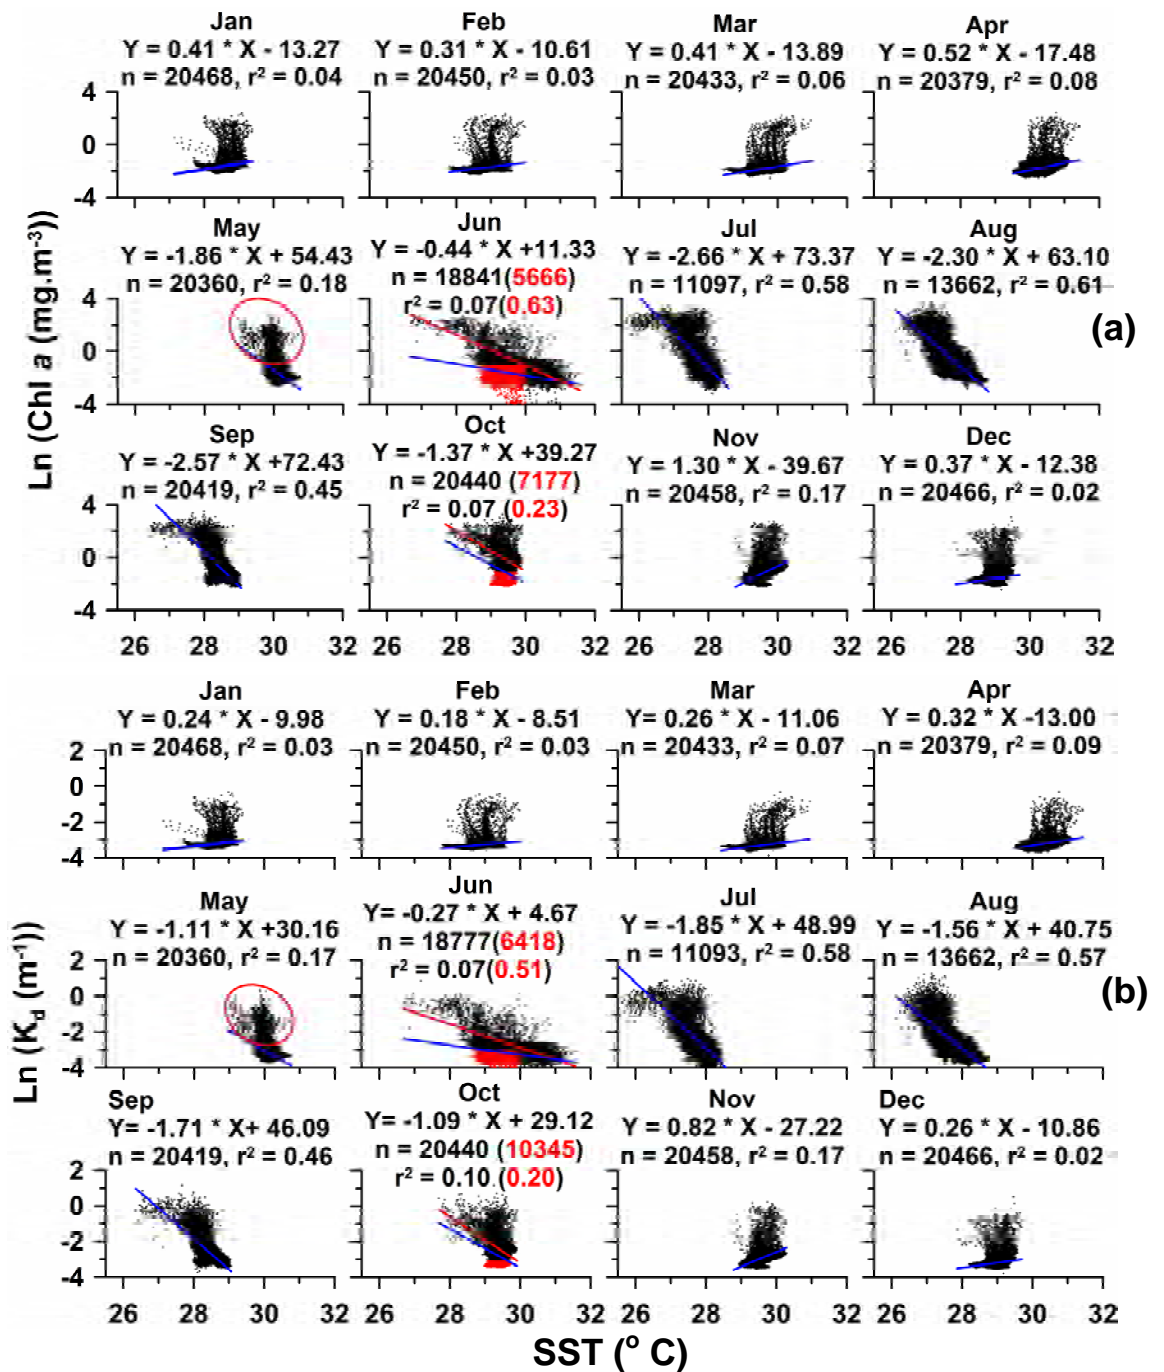 Jan
Y = 0.41 * X - 13.27
n = 20468, r² = 0.04
Feb
Y = 0.31 * X - 10.61
n = 20450, r² = 0.03
Mar
Y = 0.41 * X - 13.89
n = 20433, r² = 0.06
Apr
Y = 0.52 * X - 17.48
n = 20379, r² = 0.08
4
0
-4
May
Y = -1.86 * X + 54.43
n = 20360, r² = 0.18
Jun
Y = -0.44 * X +11.33
n = 18841(5666)
r² = 0.07(0.63)
Jul
Y = -2.66 * X + 73.37
n = 11097, r² = 0.58
Aug
Y = -2.30 * X + 63.10
n = 13662, r² = 0.61
4
0
-4
(a)
Ln (Chl a (mg.m⁻³)
Sep
Y = -2.57 * X +72.43
n = 20419, r² = 0.45
Oct
Y = -1.37 * X +39.27
n = 20440 (7177)
r² = 0.07 (0.23)
Nov
Y = 1.30 * X - 39.67
n = 20458, r² = 0.17
Dec
Y = 0.37 * X - 12.38
n = 20466, r² = 0.02
4
0
-4
26 28 30 32 26 28 30 32 26 28 30 32 26 28 30 32
Jan
Y = 0.24 * X - 9.98
n = 20468, r² = 0.03
Feb
Y = 0.18 * X - 8.51
n = 20450, r² = 0.03
Mar
Y= 0.26 * X - 11.06
n = 20433, r² = 0.07
Apr
Y = 0.32 * X -13.00
n = 20379, r² = 0.09
2
0
-2
-4
May
Y = -1.11 * X +30.16
n = 20360, r² = 0.17
Jun
Y= -0.27 * X + 4.67
n = 18777(6418)
r² = 0.07(0.51)
Jul
Y = -1.85 * X + 48.99
n = 11093, r² = 0.58
Aug
Y = -1.56 * X + 40.75
n = 13662, r² = 0.57
2
0
-2
-4
(b)
Ln (K_d (m⁻¹))
Sep
Y= -1.71 * X+ 46.09
n = 20419, r² = 0.46
Oct
Y= -1.09 * X + 29.12
n = 20440 (10345)
r² = 0.10 (0.20)
Nov
Y = 0.82 * X - 27.22
n = 20458, r² = 0.17
Dec
Y = 0.26 * X - 10.86
n = 20466, r² = 0.02
2
0
-2
-4
26 28 30 32 26 28 30 32 26 28 30 32 26 28 30 32
SST (° C)